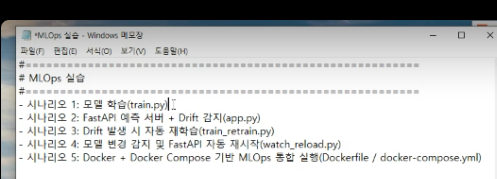 *MLOps 실습 - Windows 메모장
파일(F) 편집(E) 서식(O) 보기(V) 도움말(H)
#============================================================
# MLOps 실습
#============================================================
- 시나리오 1: 모델 학습(train.py)
- 시나리오 2: FastAPI 예측 서버 + Drift 감지(app.py)
- 시나리오 3: Drift 발생 시 자동 재학습(train_retrain.py)
- 시나리오 4: 모델 변경 감지 및 FastAPI 자동 재시작(watch_reload.py)
- 시나리오 5: Docker + Docker Compose 기반 MLOps 통합 실행(Dockerfile / docker-compose.yml)